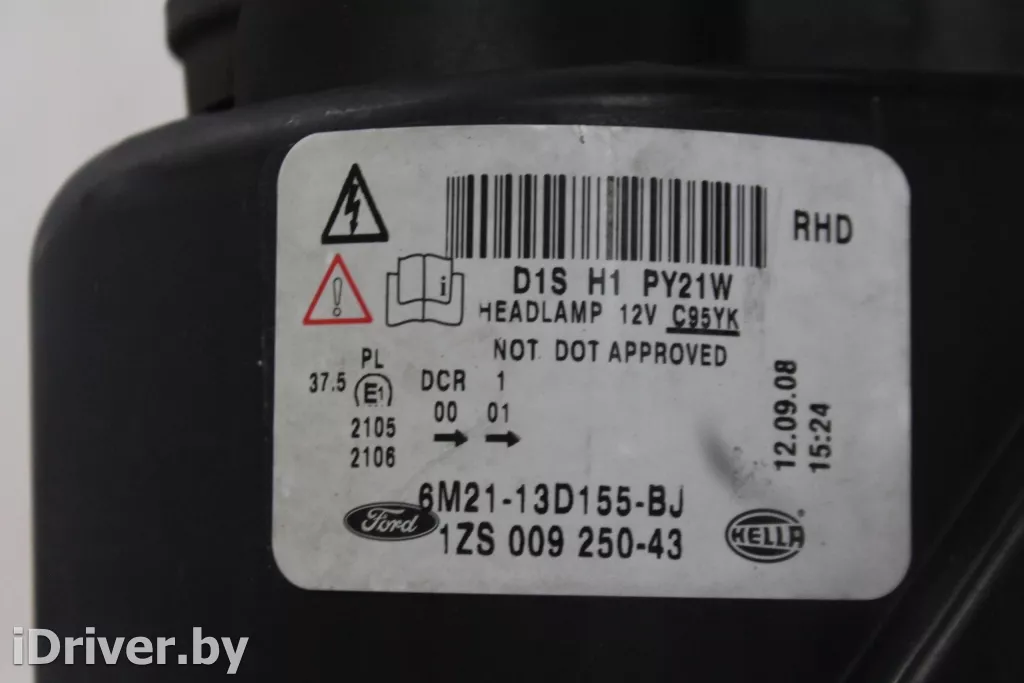 RHD
D1S H1 PY21W
HEADLAMP 12V C95YK
NOT DOT APPROVED
PL
37.5 E1 DCR 1
00 01
2105
2106
12.09.08
15:24
6M21-13D155-BJ
Ford
1ZS 009 250-43
HELLA
iDriver.by